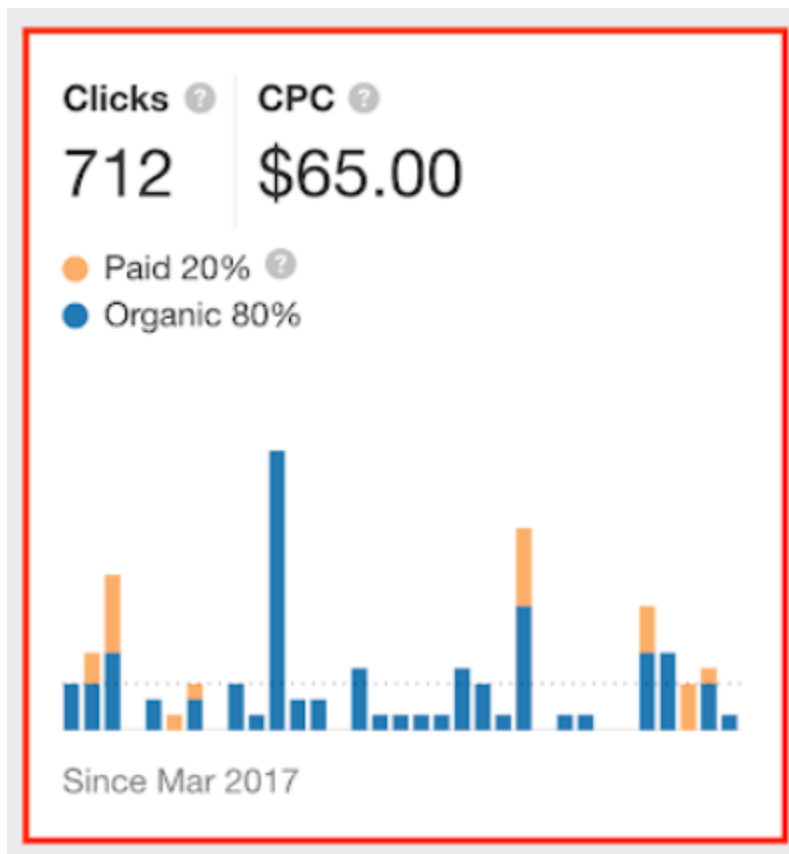 Clicks ? CPC ?
712 $65.00
Paid 20% ?
Organic 80%
Since Mar 2017